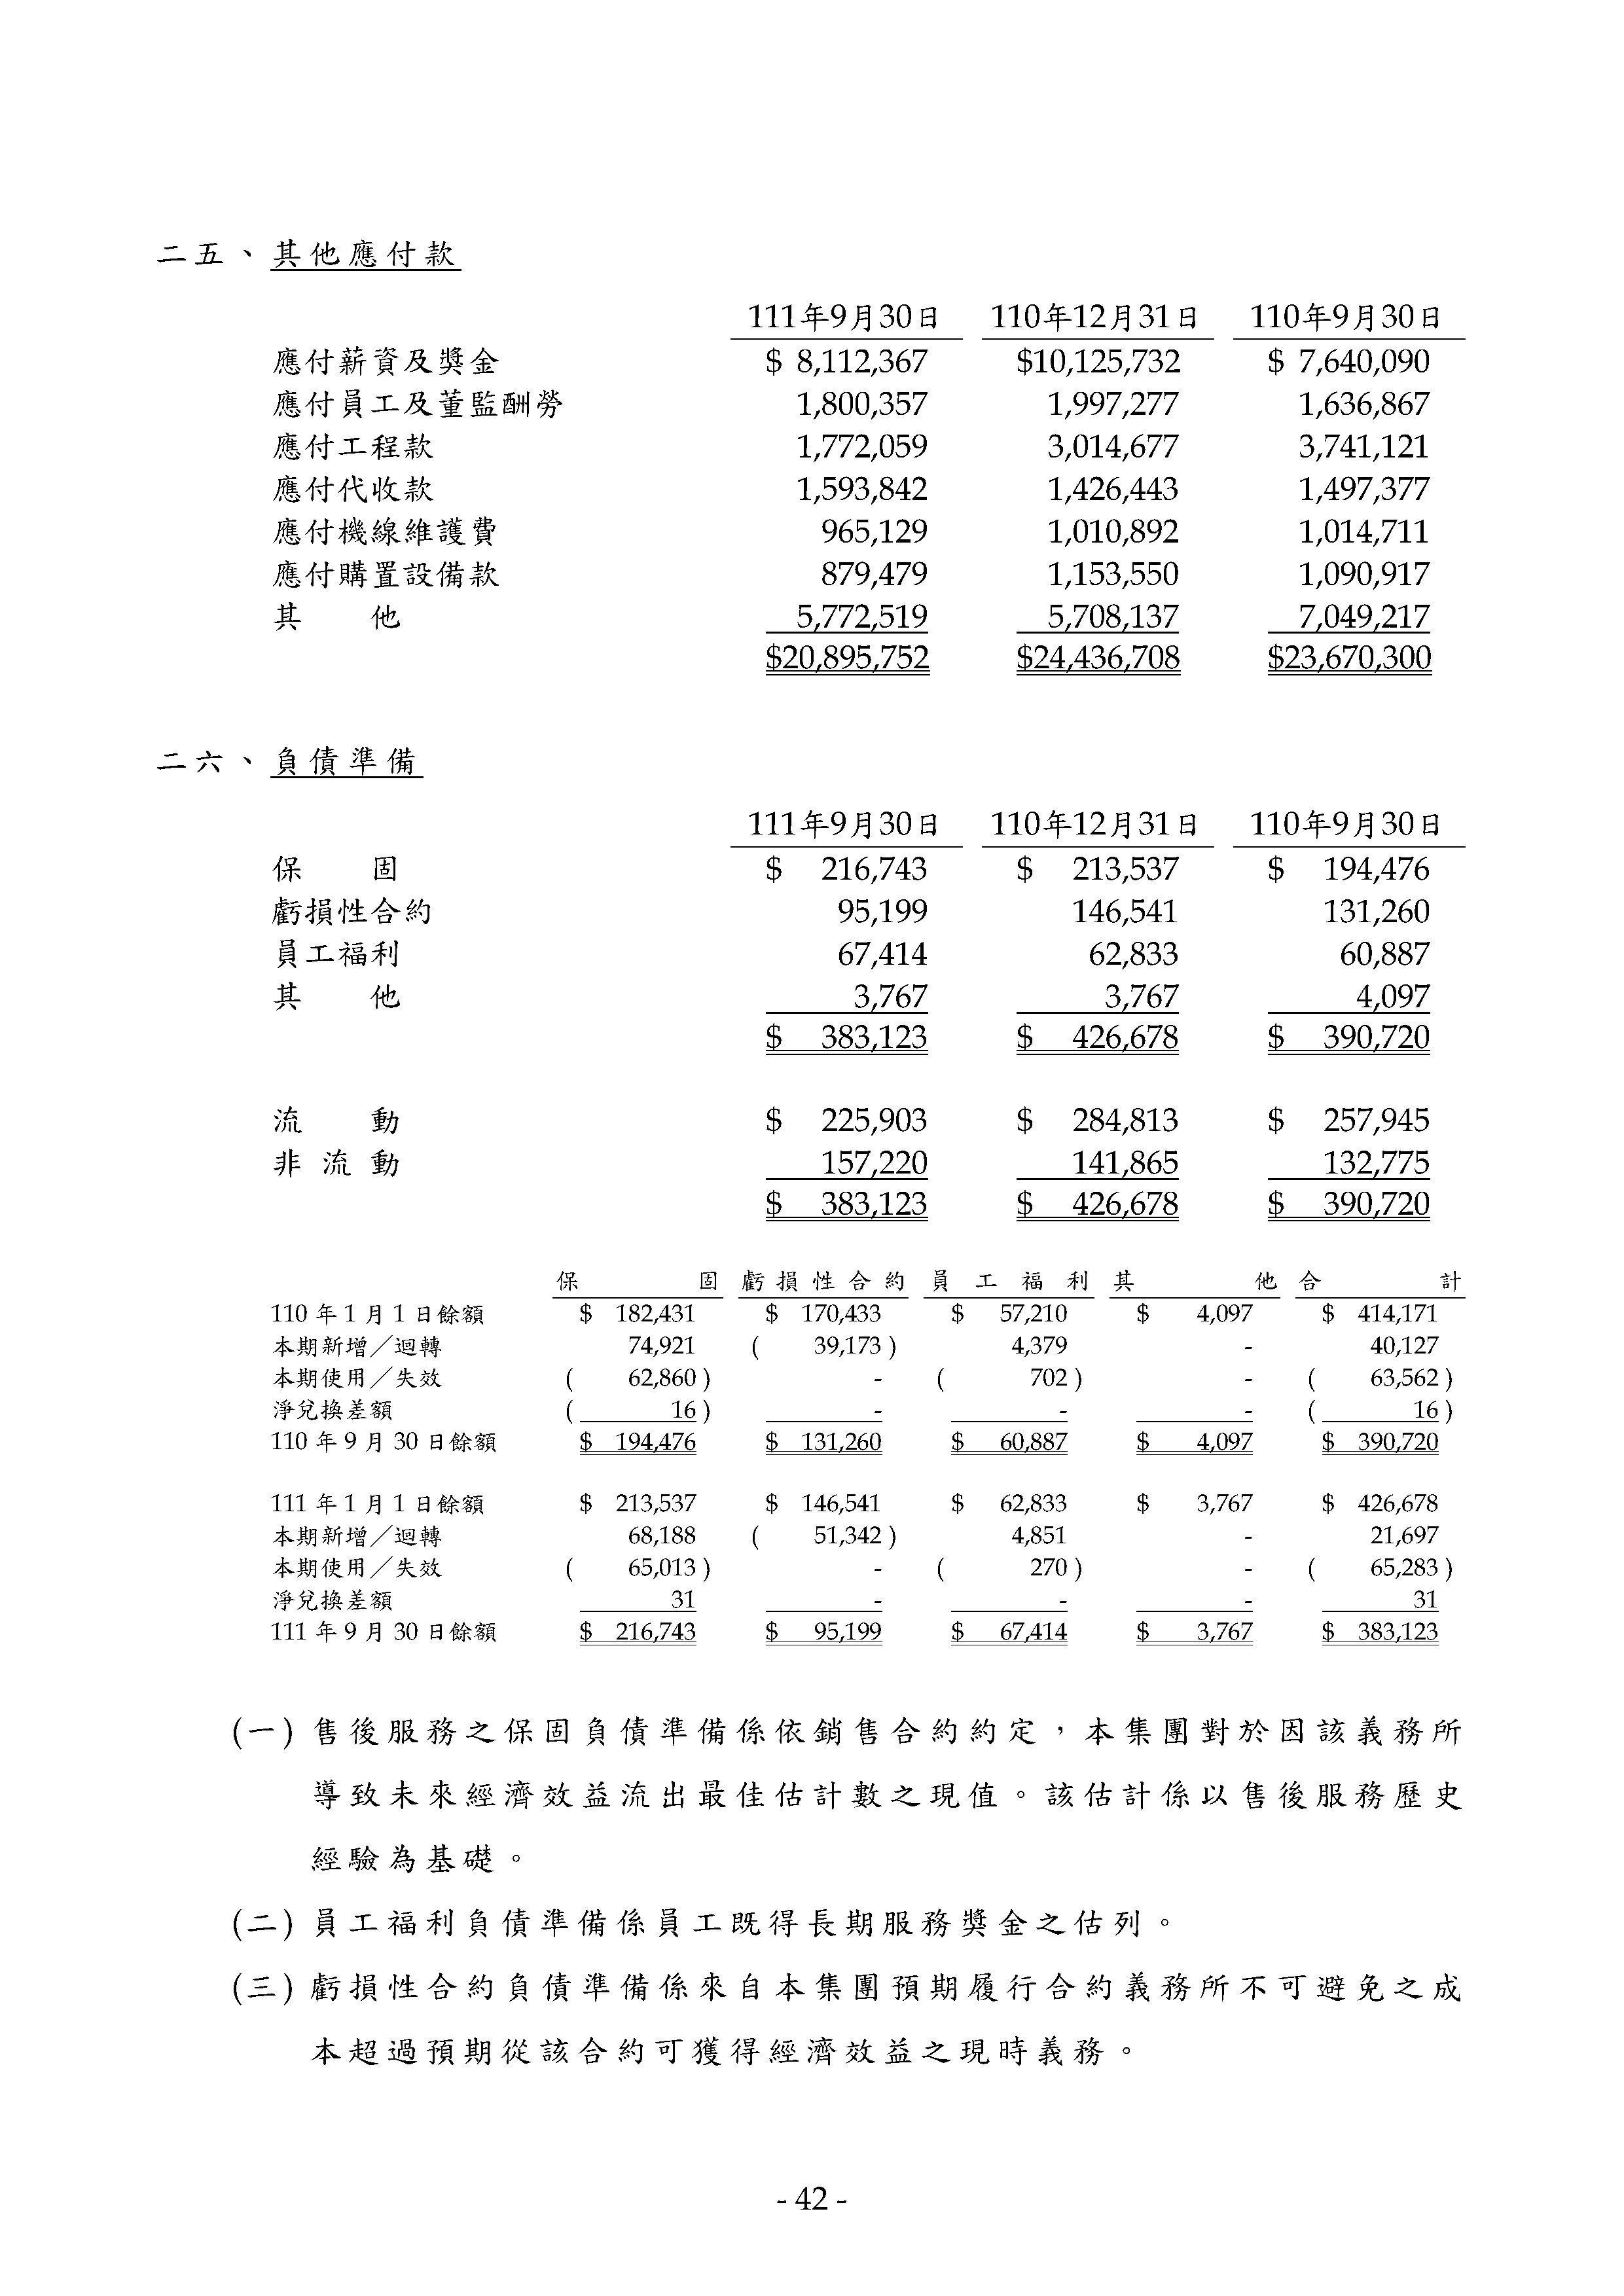 二五、其他應付款
111年9月30日 110年12月31日 110年9月30日
應付薪資及獎金 $ 8,112,367 $10,125,732 $ 7,640,090
應付員工及董監酬勞 1,800,357 1,997,277 1,636,867
應付工程款 1,772,059 3,014,677 3,741,121
應付代收款 1,593,842 1,426,443 1,497,377
應付機線維護費 965,129 1,010,892 1,014,711
應付購置設備款 879,479 1,153,550 1,090,917
其他 5,772,519 5,708,137 7,049,217
$20,895,752 $24,436,708 $23,670,300
二六、負債準備
111年9月30日 110年12月31日 110年9月30日
保固 $ 216,743 $ 213,537 $ 194,476
虧損性合約 95,199 146,541 131,260
員工福利 67,414 62,833 60,887
其他 3,767 3,767 4,097
$ 383,123 $ 426,678 $ 390,720
流動 $ 225,903 $ 284,813 $ 257,945
非流動 157,220 141,865 132,775
$ 383,123 $ 426,678 $ 390,720
保固 虧損性合約 員工福利 其他 合計
110 年 1 月 1 日餘額 $ 182,431 $ 170,433 $ 57,210 $ 4,097 $ 414,171
本期新增／迴轉 74,921 ( 39,173 ) 4,379 - 40,127
本期使用／失效 ( 62,860 ) - ( 702 ) - ( 63,562 )
淨兌換差額 ( 16 ) - - - ( 16 )
110 年 9 月 30 日餘額 $ 194,476 $ 131,260 $ 60,887 $ 4,097 $ 390,720
111 年 1 月 1 日餘額 $ 213,537 $ 146,541 $ 62,833 $ 3,767 $ 426,678
本期新增／迴轉 68,188 ( 51,342 ) 4,851 - 21,697
本期使用／失效 ( 65,013 ) - ( 270 ) - ( 65,283 )
淨兌換差額 31 - - - 31
111 年 9 月 30 日餘額 $ 216,743 $ 95,199 $ 67,414 $ 3,767 $ 383,123
(一) 售後服務之保固負債準備係依銷售合約約定，本集團對於因該義務所
導致未來經濟效益流出最佳估計數之現值。該估計係以售後服務歷史
經驗為基礎。
(二) 員工福利負債準備係員工既得長期服務獎金之估列。
(三) 虧損性合約負債準備係來自本集團預期履行合約義務所不可避免之成
本超過預期從該合約可獲得經濟效益之現時義務。
- 42 -